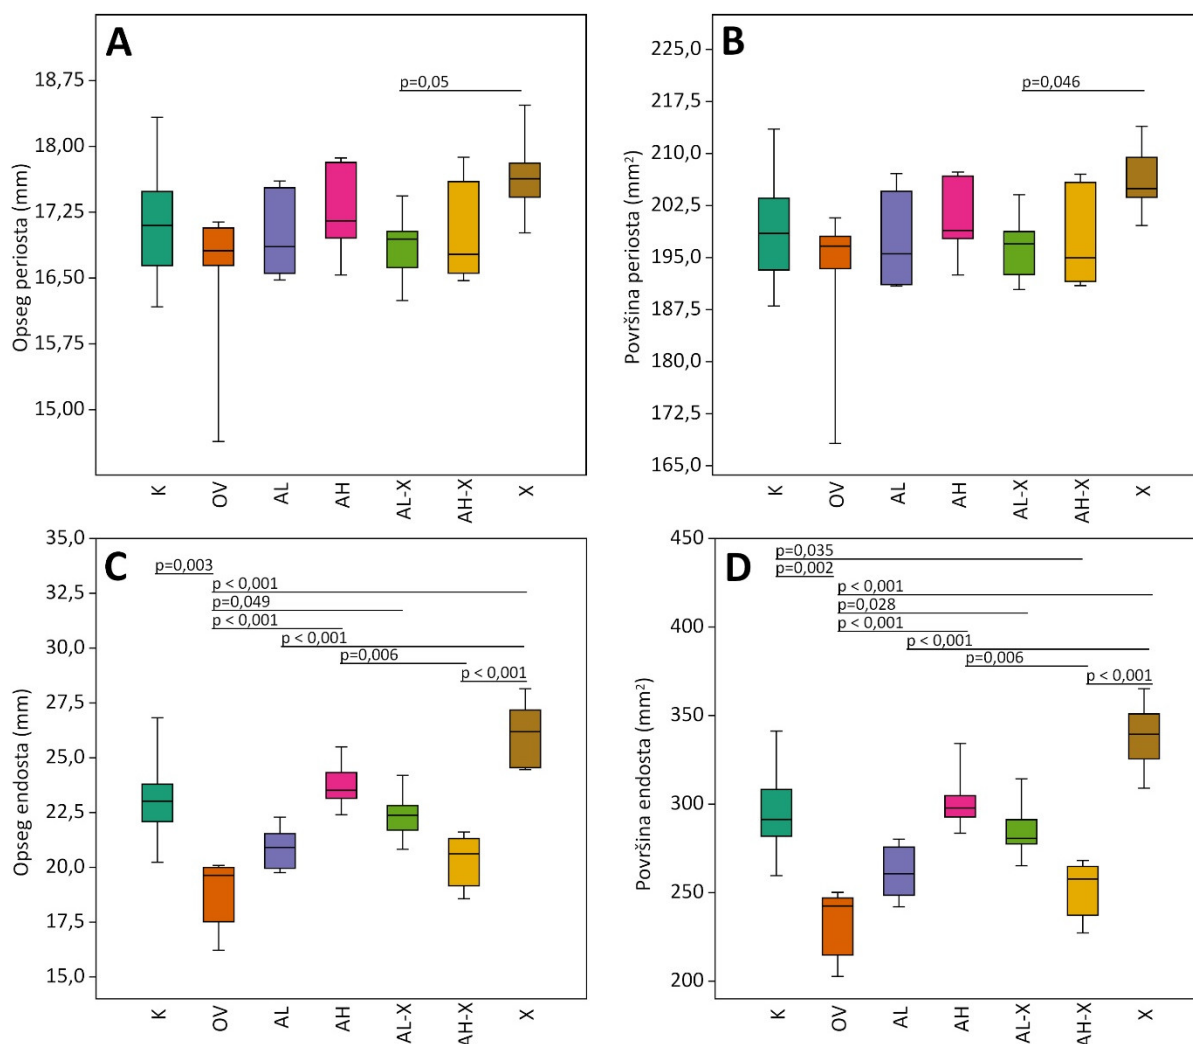 A
Opseg periosta (mm)
18,75
18,00
17,25
16,50
15,75
15,00
p=0,05
K
OV
AL
AH
AL-X
AH-X
X
B
Površina periosta (mm²)
225,0
217,5
210,0
202,5
195,0
187,5
180,0
172,5
165,0
p=0,046
K
OV
AL
AH
AL-X
AH-X
X
C
Opseg endosta (mm)
35,0
32,5
30,0
27,5
25,0
22,5
20,0
17,5
15,0
p=0,003
p < 0,001
p=0,049
p < 0,001
p < 0,001
p=0,006
p < 0,001
K
OV
AL
AH
AL-X
AH-X
X
D
Površina endosta (mm²)
450
400
350
300
250
200
p=0,035
p=0,002
p < 0,001
p=0,028
p < 0,001
p < 0,001
p=0,006
p < 0,001
K
OV
AL
AH
AL-X
AH-X
X